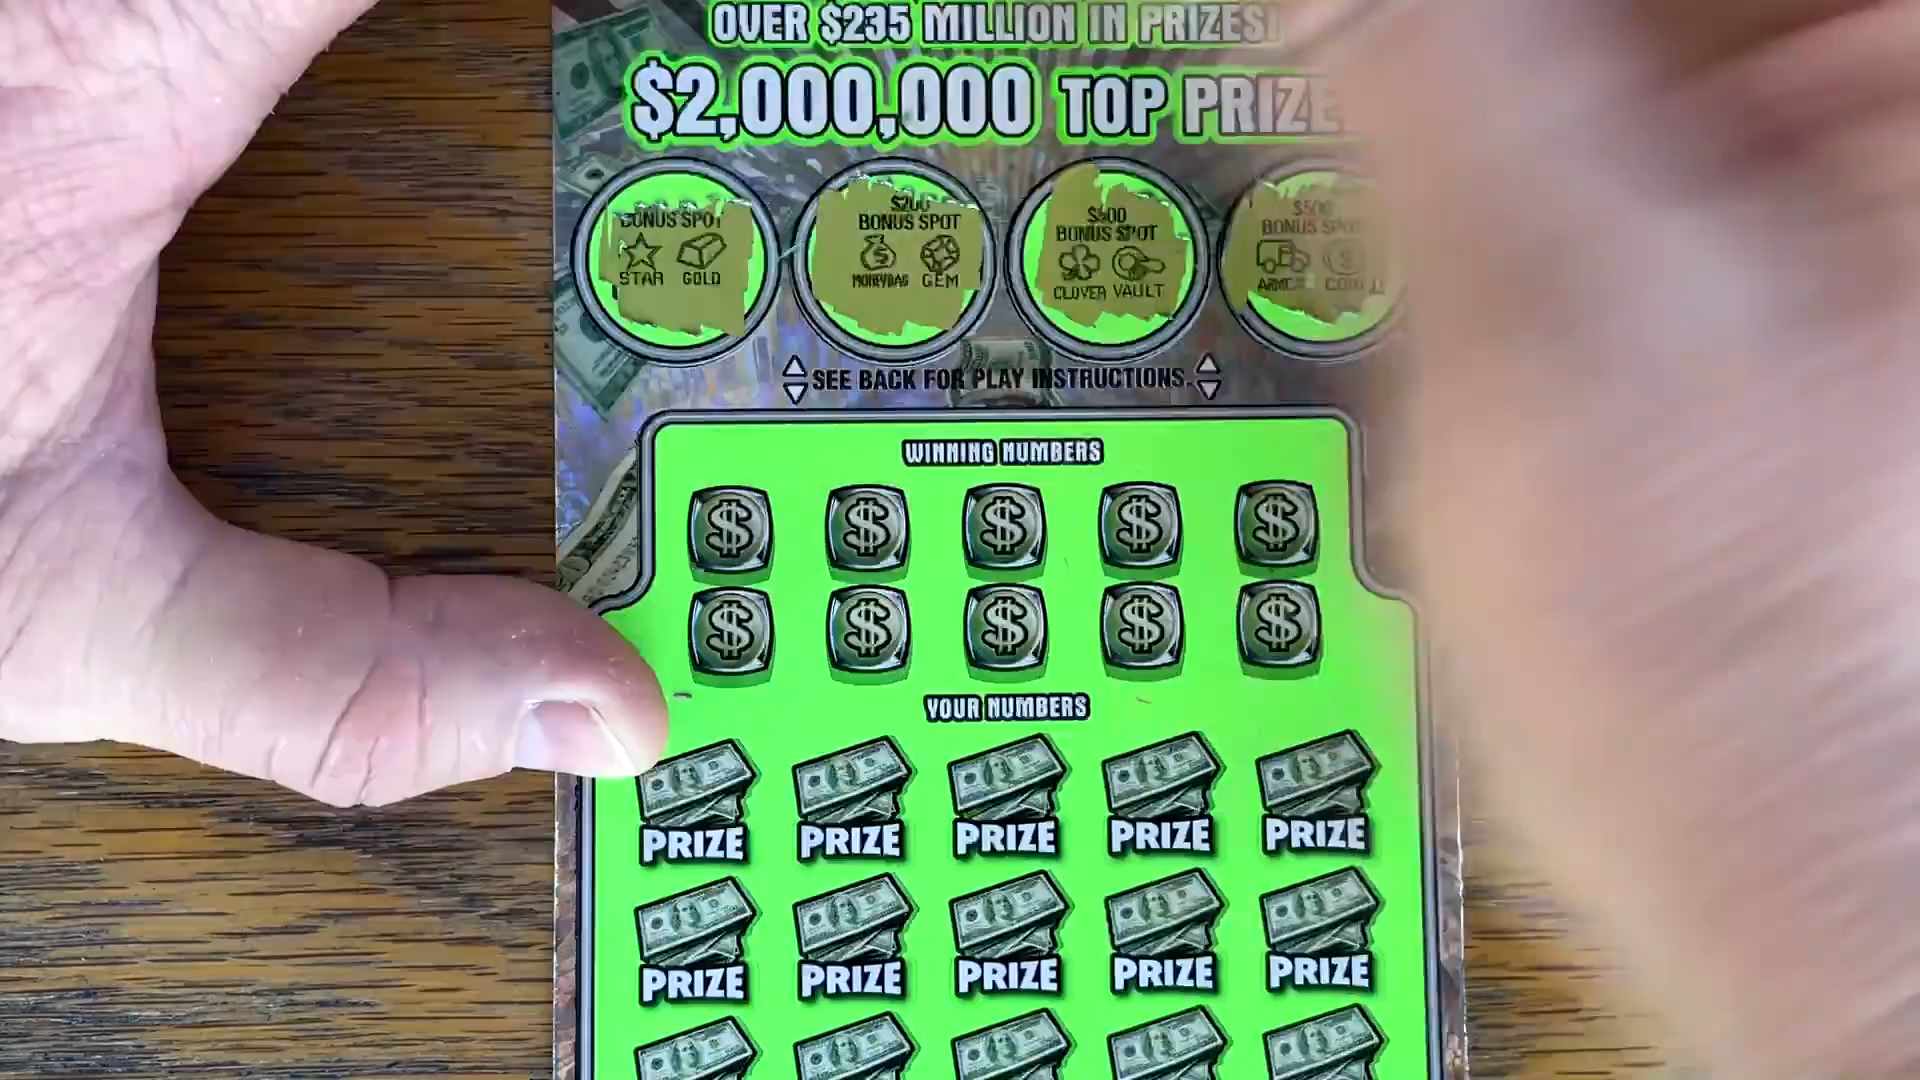 OVER $235 MILLION IN PRIZES!
$2,000,000 TOP PRIZE
BONUS SPOT
STAR GOLD
$200
BONUS SPOT
MONEYBAG GEM
$500
BONUS SPOT
CLOVER VAULT
$500
BONUS SPOT
SEE BACK FOR PLAY INSTRUCTIONS.
WINNING NUMBERS
YOUR NUMBERS
PRIZE PRIZE PRIZE PRIZE PRIZE
PRIZE PRIZE PRIZE PRIZE PRIZE